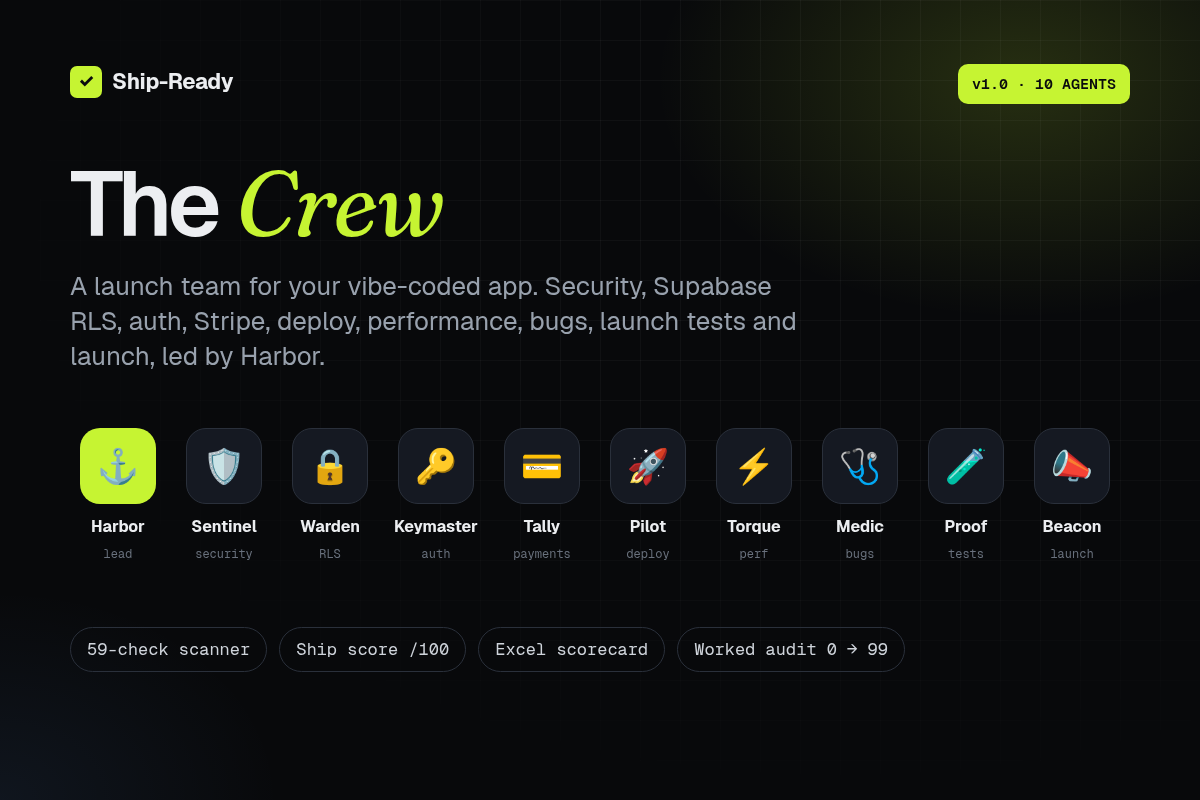 Ship-Ready
v1.0 · 10 AGENTS
The Crew
A launch team for your vibe-coded app. Security, Supabase
RLS, auth, Stripe, deploy, performance, bugs, launch tests and
launch, led by Harbor.
Harbor
Sentinel
Warden
Keymaster
Tally
Pilot
Torque
Medic
Proof
Beacon
lead
security
RLS
auth
payments
deploy
perf
bugs
tests
launch
59-check scanner
Ship score /100
Excel scorecard
Worked audit 0 → 99